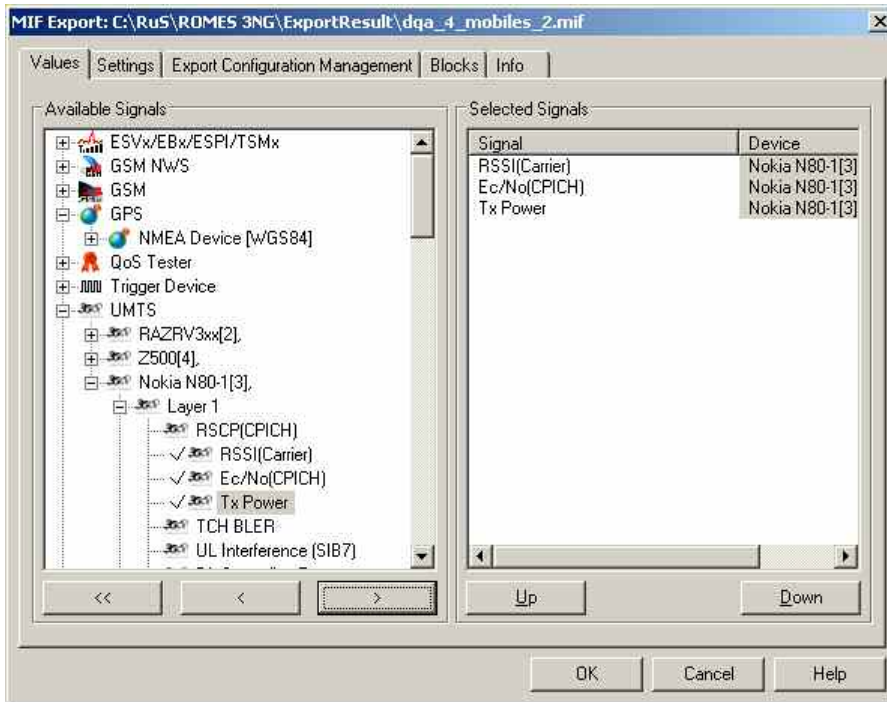 MIF Export: C:\RuS\ROMES 3NG\ExportResult\dqa_4_mobiles_2.mif
Values Settings Export Configuration Management Blocks Info
Available Signals
ESVx/EBx/ESPI/TSMx
GSM NWS
GSM
GPS
NMEA Device [WGS84]
QoS Tester
Trigger Device
UMTS
RAZRV3xx[2],
Z500[4],
Nokia N80-1[3],
Layer 1
RSCP(CPICH)
RSSI(Carrier)
Ec/No(CPICH)
Tx Power
TCH BLER
UL Interference (SIB7)
<< < >
Selected Signals
Signal Device
RSSI(Carrier) Nokia N80-1[3]
Ec/No(CPICH) Nokia N80-1[3]
Tx Power Nokia N80-1[3]
Up Down
OK Cancel Help